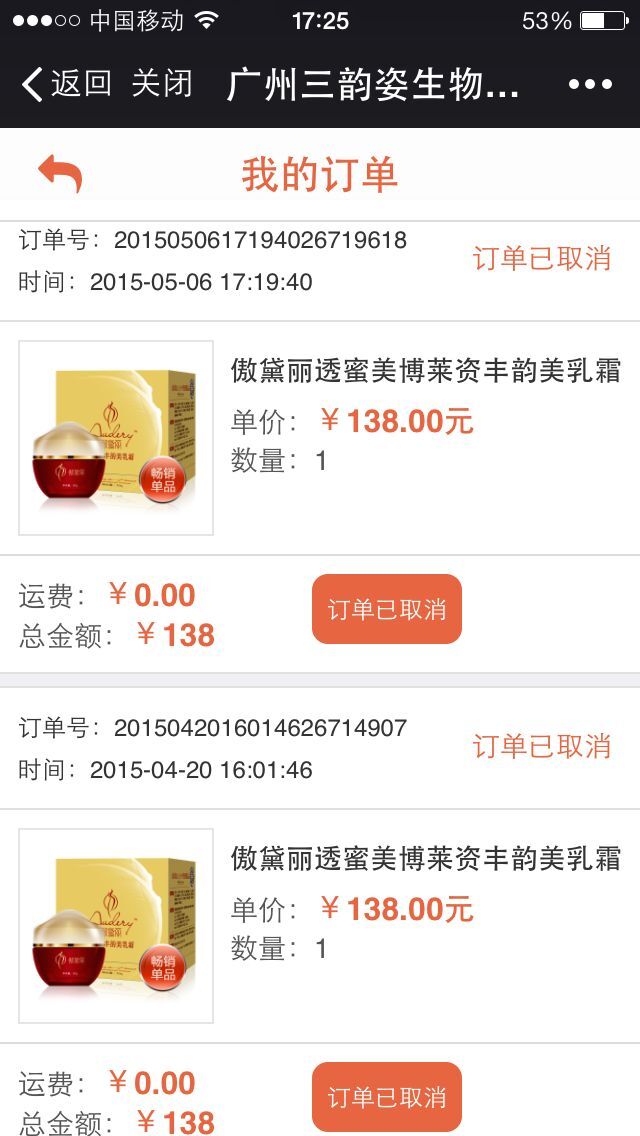 中国移动 17:25 53%
返回 关闭 广州三韵姿生物...
我的订单
订单号：2015050617194026719618
订单已取消
时间：2015-05-06 17:19:40
傲黛丽透蜜美博莱资丰韵美乳霜
单价：￥138.00元
数量：1
Audery
畅销
单品
运费：￥0.00
总金额：￥138
订单已取消
订单号：2015042016014626714907
订单已取消
时间：2015-04-20 16:01:46
傲黛丽透蜜美博莱资丰韵美乳霜
单价：￥138.00元
数量：1
Audery
畅销
单品
运费：￥0.00
总金额：￥138
订单已取消